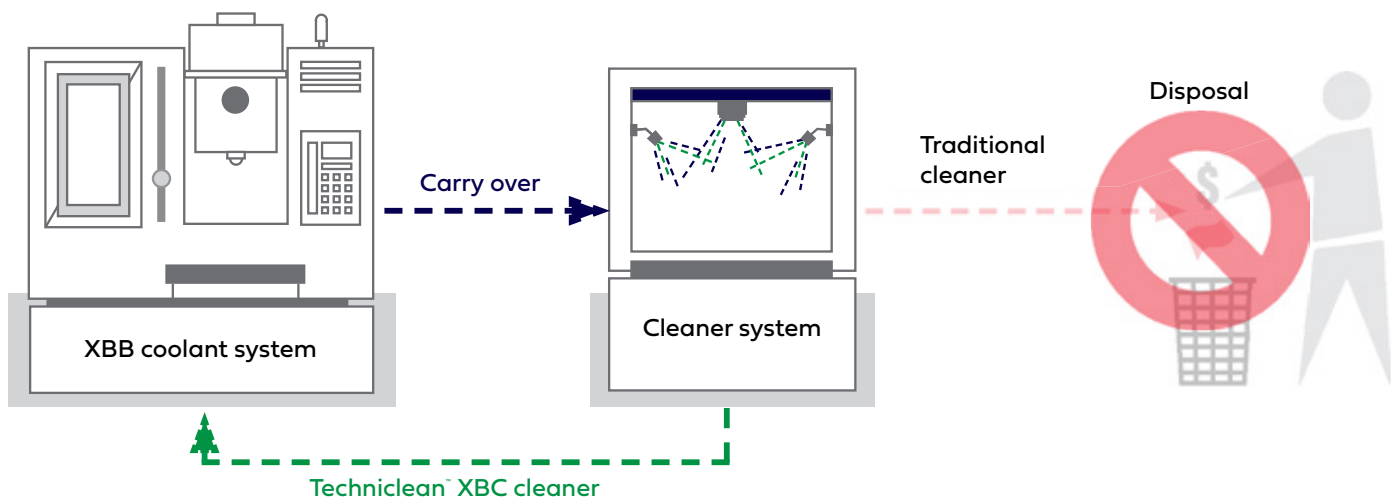 Disposal
Traditional
cleaner
Carry over
$
XBB coolant system
Cleaner system
Techniclean™ XBC cleaner